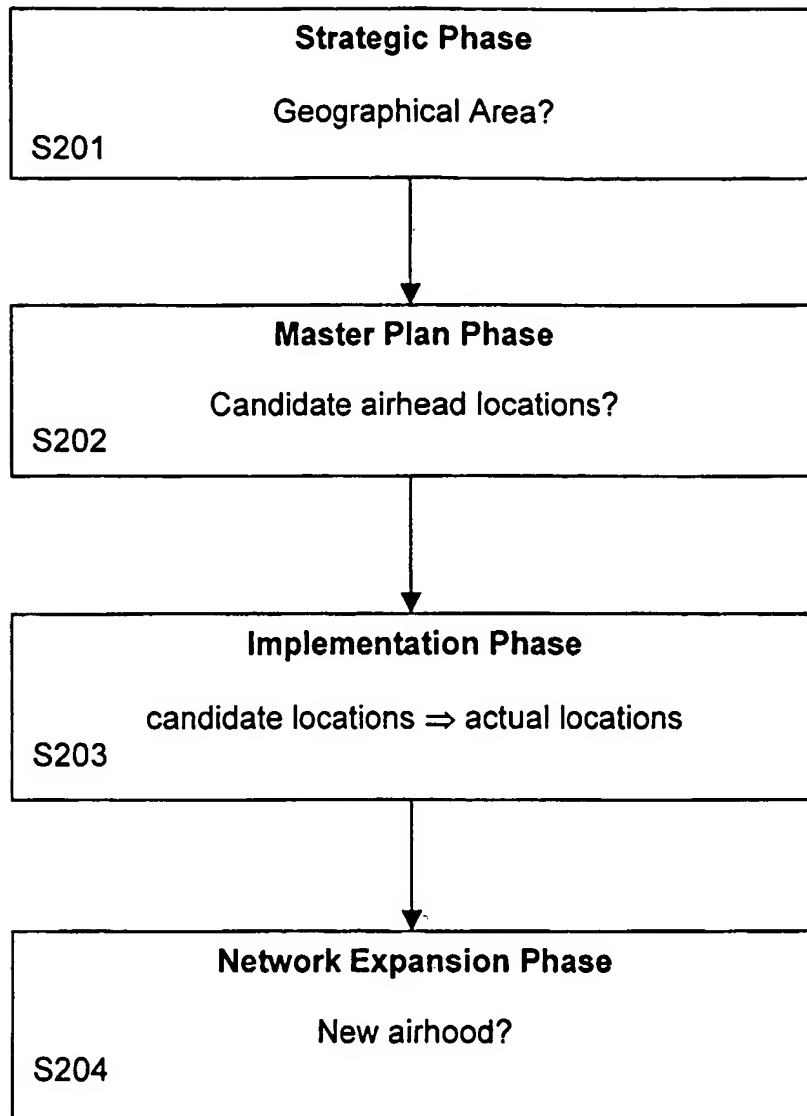 Strategic Phase
Geographical Area?
S201
Master Plan Phase
Candidate airhead locations?
S202
Implementation Phase
candidate locations ⇒ actual locations
S203
Network Expansion Phase
New airhood?
S204